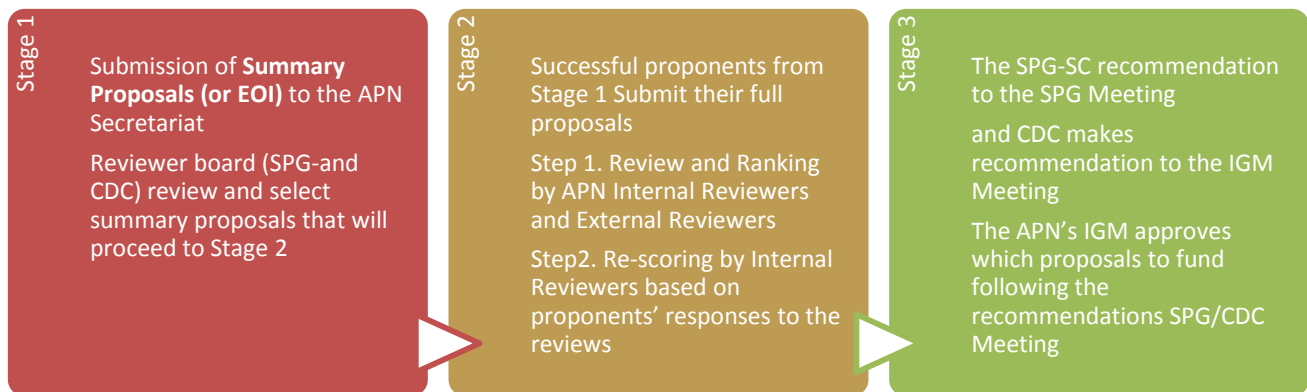 Stage 1
Submission of Summary
Proposals (or EOI) to the APN
Secretariat
Reviewer board (SPG-and
CDC) review and select
summary proposals that will
proceed to Stage 2
Stage 2
Successful proponents from
Stage 1 Submit their full
proposals
Step 1. Review and Ranking
by APN Internal Reviewers
and External Reviewers
Step2. Re-scoring by Internal
Reviewers based on
proponents’ responses to the
reviews
Stage 3
The SPG-SC recommendation
to the SPG Meeting
and CDC makes
recommendation to the IGM
Meeting
The APN’s IGM approves
which proposals to fund
following the
recommendations SPG/CDC
Meeting